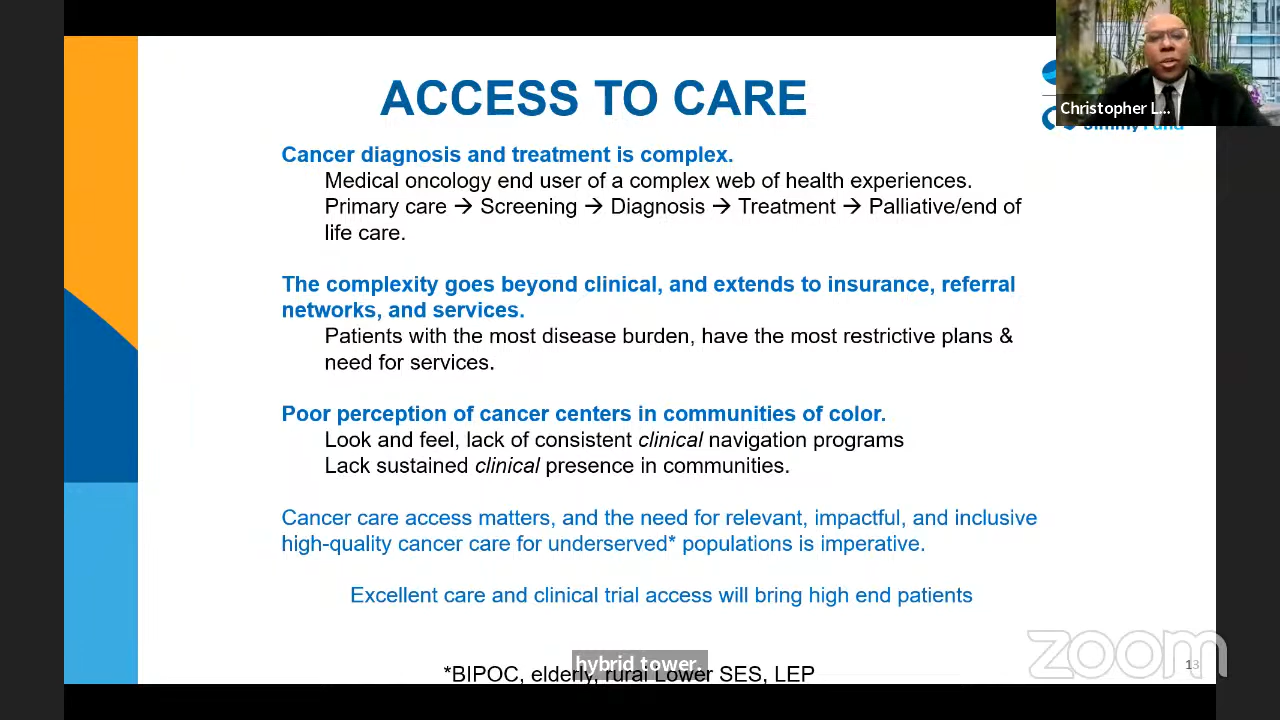 ACCESS TO CARE
Christopher L...
Jimmy Fund
Cancer diagnosis and treatment is complex.
Medical oncology end user of a complex web of health experiences.
Primary care → Screening → Diagnosis → Treatment → Palliative/end of
life care.
The complexity goes beyond clinical, and extends to insurance, referral
networks, and services.
Patients with the most disease burden, have the most restrictive plans &
need for services.
Poor perception of cancer centers in communities of color.
Look and feel, lack of consistent clinical navigation programs
Lack sustained clinical presence in communities.
Cancer care access matters, and the need for relevant, impactful, and inclusive
high-quality cancer care for underserved* populations is imperative.
Excellent care and clinical trial access will bring high end patients
zoom
hybrid tower.
13
*BIPOC, elderly, rural Lower SES, LEP